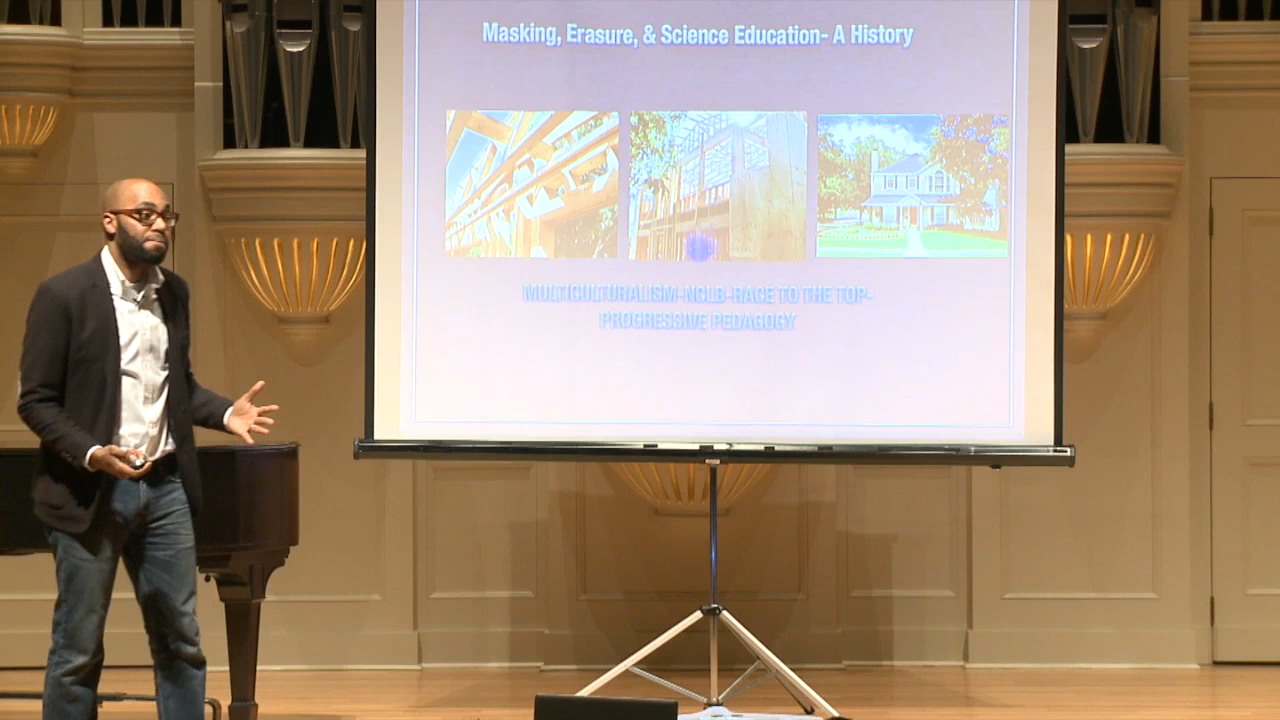 Masking, Erasure, & Science Education- A History
MULTICULTURALISM-NCLB-RACE TO THE TOP-
PROGRESSIVE PEDAGOGY